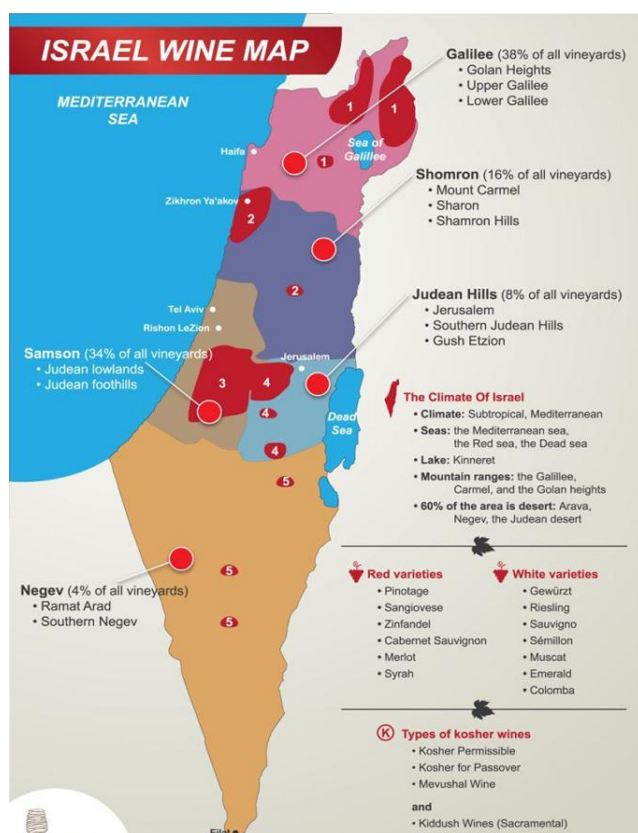 ISRAEL WINE MAP
MEDITERRANEAN
SEA
Galilee (38% of all vineyards)
• Golan Heights
• Upper Galilee
• Lower Galilee
1
1
Sea of
Galillee
Haifa
1
Shomron (16% of all vineyards)
• Mount Carmel
• Sharon
• Shamron Hills
Zikhron Ya'akov
2
2
Judean Hills (8% of all vineyards)
• Jerusalem
• Southern Judean Hills
• Gush Etzion
Tel Aviv
Rishon LeZion
Samson (34% of all vineyards)
• Judean lowlands
• Judean foothills
Jerusalem
3
4
4
4
Dead
Sea
5
The Climate Of Israel
• Climate: Subtropical, Mediterranean
• Seas: the Mediterranean sea,
the Red sea, the Dead sea
• Lake: Kinneret
• Mountain ranges: the Galillee,
Carmel, and the Golan heights
• 60% of the area is desert: Arava,
Negev, the Judean desert
Negev (4% of all vineyards)
• Ramat Arad
• Southern Negev
5
5
Red varieties
• Pinotage
• Sangiovese
• Zinfandel
• Cabernet Sauvignon
• Merlot
• Syrah
White varieties
• Gewürzt
• Riesling
• Sauvigno
• Sémillon
• Muscat
• Emerald
• Colomba
K Types of kosher wines
• Kosher Permissible
• Kosher for Passover
• Mevushal Wine
and
• Kiddush Wines (Sacramental)
Eilat